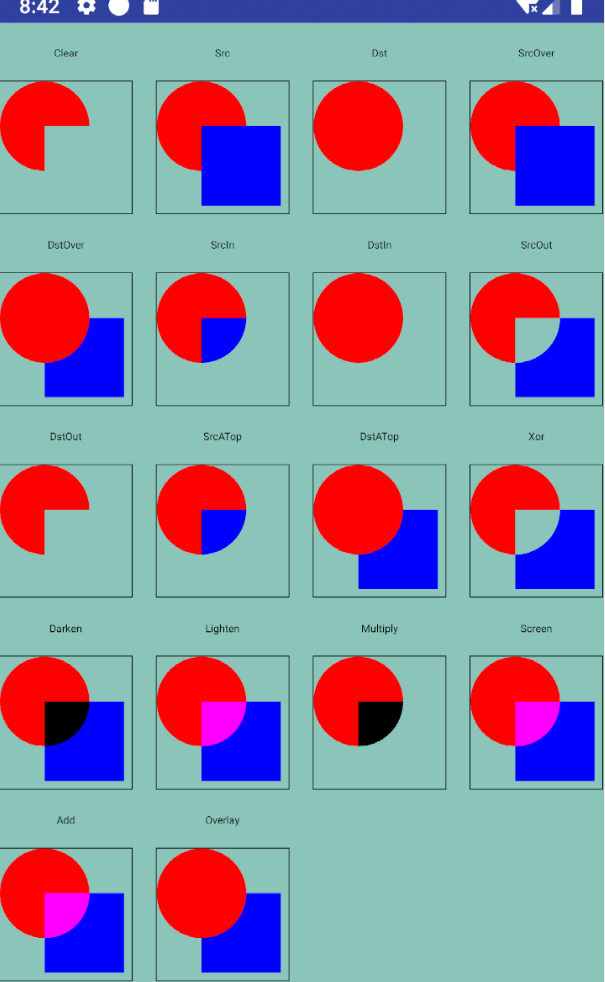 8:42
Clear Src Dst SrcOver
DstOver SrcIn DstIn SrcOut
DstOut SrcATop DstATop Xor
Darken Lighten Multiply Screen
Add Overlay